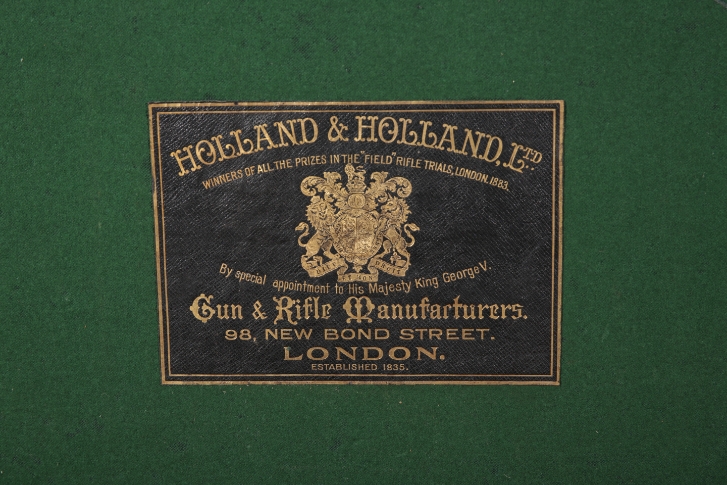 HOLLAND & HOLLAND, LTD
WINNERS OF ALL THE PRIZES IN THE "FIELD" RIFLE TRIALS, LONDON, 1883.
By special appointment to His Majesty King George V.
Gun & Rifle Manufacturers.
98, NEW BOND STREET.
LONDON.
ESTABLISHED 1835.